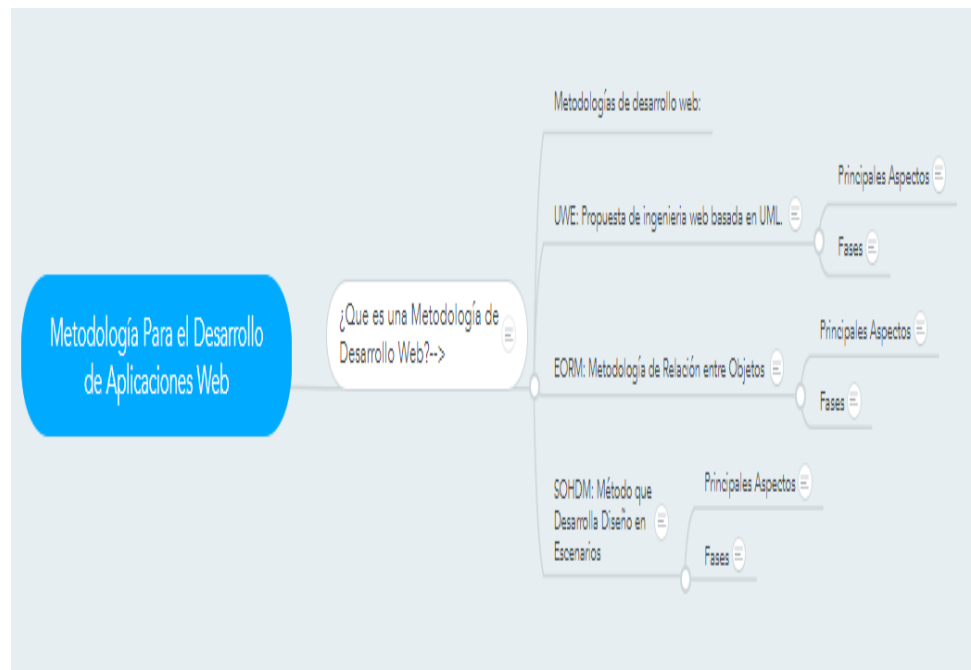 Metodología Para el Desarrollo
de Aplicaciones Web
¿Que es una Metodología de
Desarrollo Web?-->
Metodologías de desarrollo web:
UWE: Propuesta de ingenieria web basada en UML.
Principales Aspectos
Fases
EORM: Metodología de Relación entre Objetos
Principales Aspectos
Fases
SOHDM: Método que
Desarrolla Diseño en
Escenarios
Principales Aspectos
Fases